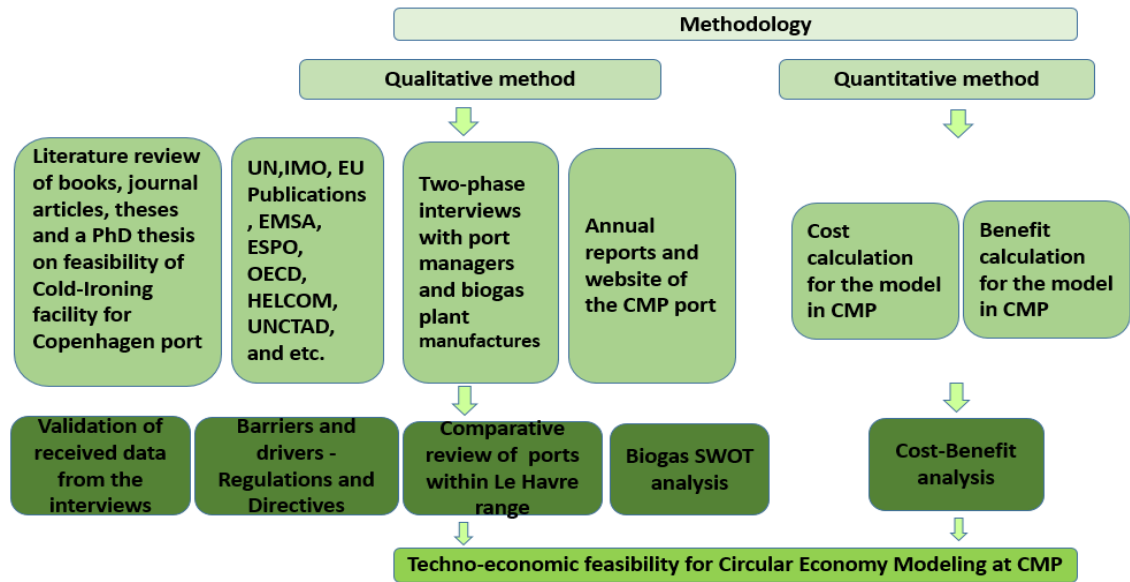 Methodology
Qualitative method
Quantitative method
Literature review
of books, journal
articles, theses
and a PhD thesis
on feasibility of
Cold-Ironing
facility for
Copenhagen port
UN,IMO, EU
Publications
, EMSA,
ESPO,
OECD,
HELCOM,
UNCTAD,
and etc.
Two-phase
interviews
with port
managers
and biogas
plant
manufactures
Annual
reports and
website of
the CMP port
Cost
calculation
for the model
in CMP
Benefit
calculation
for the model
in CMP
Validation of
received data
from the
interviews
Barriers and
drivers -
Regulations and
Directives
Comparative
review of ports
within Le Havre
range
Biogas SWOT
analysis
Cost-Benefit
analysis
Techno-economic feasibility for Circular Economy Modeling at CMP